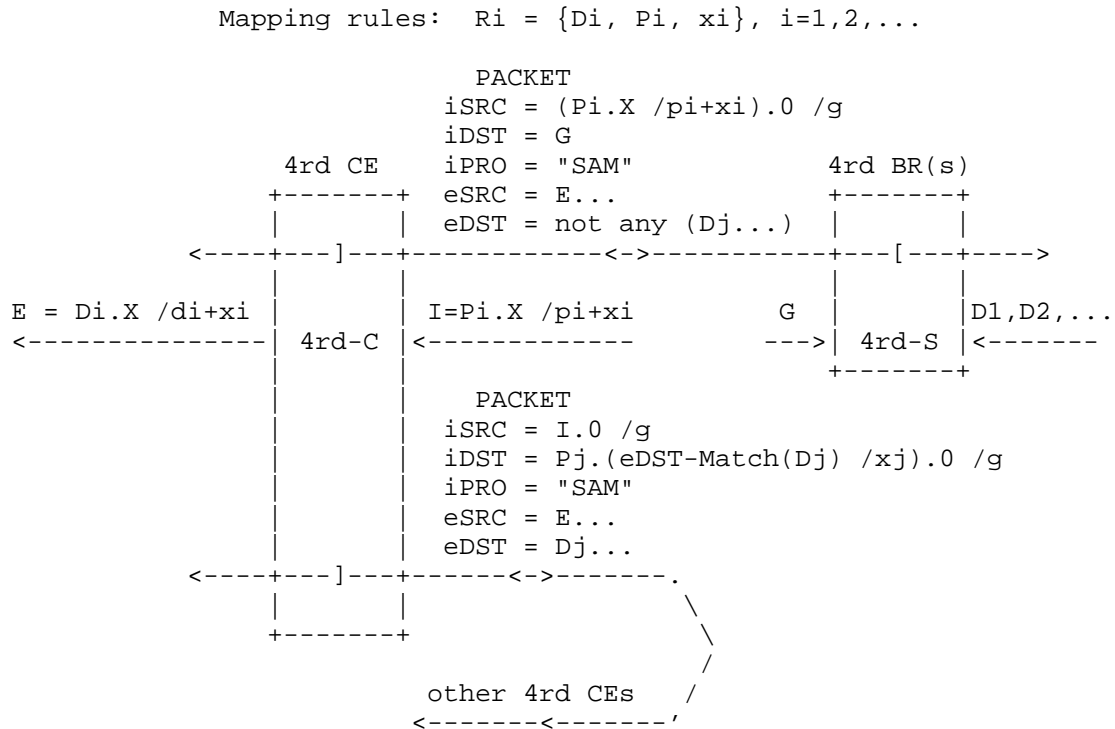 Mapping rules:  Ri = {Di, Pi, xi}, i=1,2,...
PACKET
iSRC = (Pi.X /pi+xi).0 /g
iDST = G
4rd CE iPRO = "SAM" 4rd BR(s)
eSRC = E...
eDST = not any (Dj...)
E = Di.X /di+xi I=Pi.X /pi+xi G D1,D2,...
4rd-C 4rd-S
PACKET
iSRC = I.0 /g
iDST = Pj.(eDST-Match(Dj) /xj).0 /g
iPRO = "SAM"
eSRC = E...
eDST = Dj...
other 4rd CEs